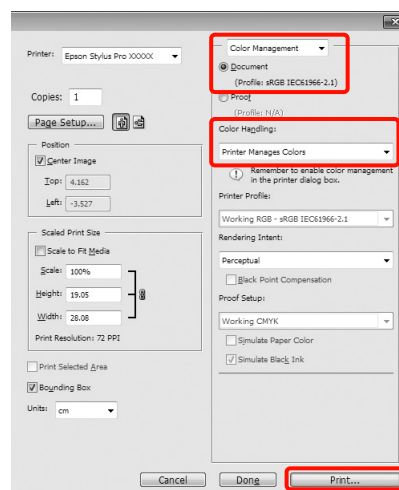 Printer: Epson Stylus Pro XXXXX
Copies: 1
Page Setup...
Position
Center Image
Top: 4.162
Left: -3.527
Scaled Print Size
Scale to Fit Media
Scale: 100%
Height: 19.05
Width: 28.08
Print Resolution: 72 PPI
Print Selected Area
Bounding Box
Units: cm
Color Management
Document
(Profile: sRGB IEC61966-2.1)
Proof
(Profile: N/A)
Color Handling:
Printer Manages Colors
Remember to enable color management
in the printer dialog box.
Printer Profile:
Working RGB - sRGB IEC61966-2.1
Rendering Intent:
Perceptual
Black Point Compensation
Proof Setup:
Working CMYK
Simulate Paper Color
Simulate Black Ink
Cancel
Done
Print...